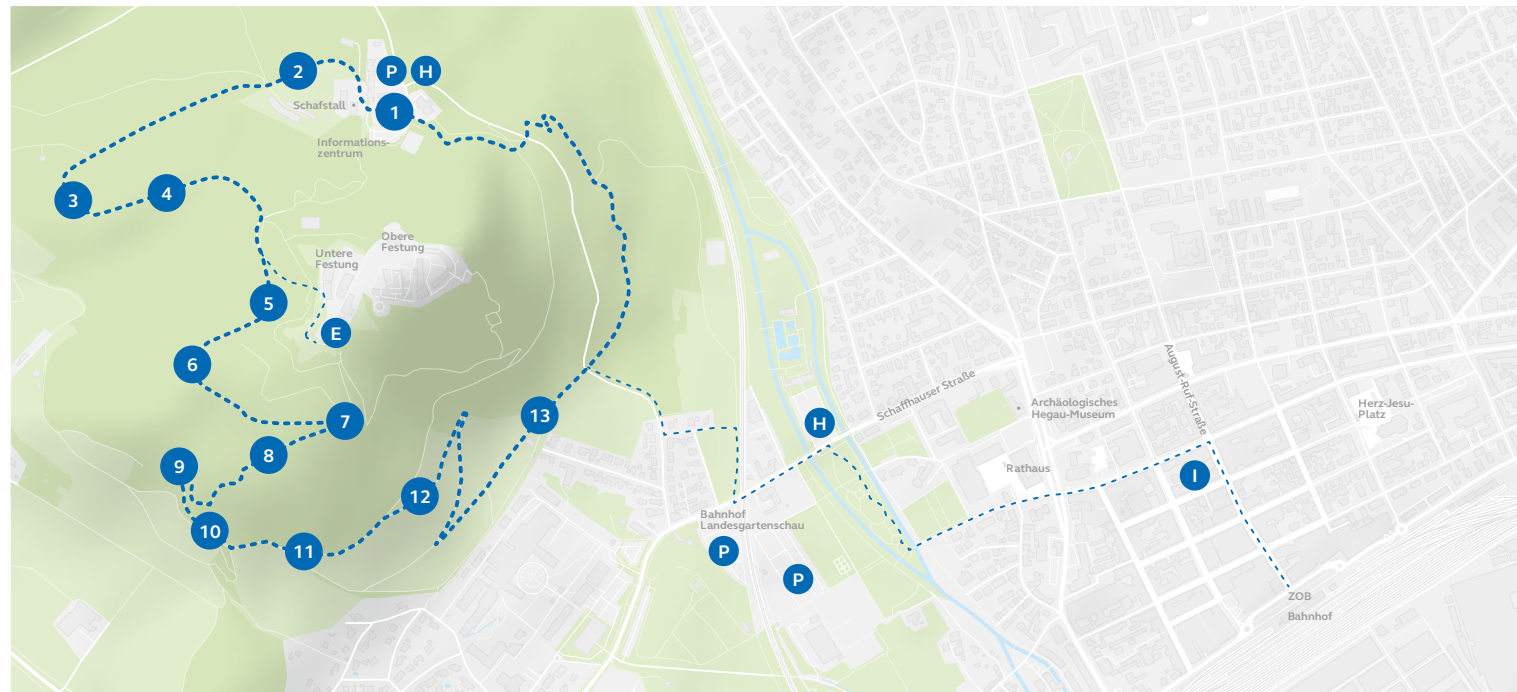 2
P
H
Schafstall
1
Informations-
zentrum
3
4
Obere
Festung
Untere
Festung
5
E
6
7
8
9
10
11
12
13
H
Schaffhauser Straße
Archäologisches
Hegau-Museum
August-Ruf-Straße
Herz-Jesu-
Platz
Rathaus
I
Bahnhof
Landesgartenschau
P
P
ZOB
Bahnhof